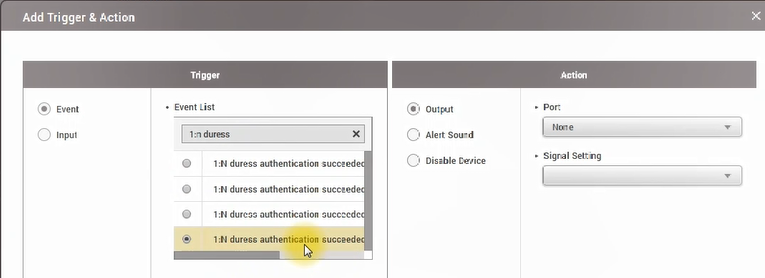 Add Trigger & Action
Trigger
Action
Event
Input
Event List
1:n duress
1:N duress authentication succeeded
1:N duress authentication succeeded
1:N duress authentication succeeded
1:N duress authentication succeeded
Output
Alert Sound
Disable Device
Port
None
Signal Setting